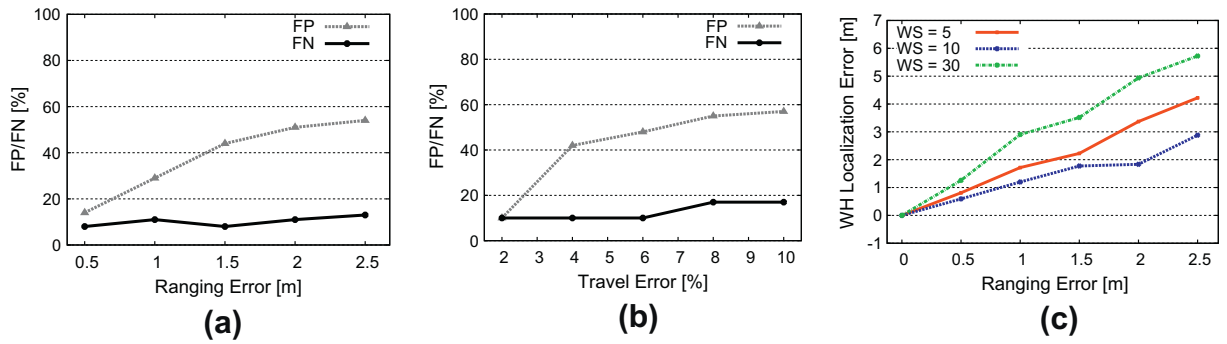 100
80
60
40
20
0
FP/FN [%]
FP
FN
0.5 1 1.5 2 2.5
Ranging Error [m]
(a)
100
80
60
40
20
0
FP/FN [%]
FP
FN
2 3 4 5 6 7 8 9 10
Travel Error [%]
(b)
7
6
5
4
3
2
1
0
-1
WH Localization Error [m]
WS = 5
WS = 10
WS = 30
0 0.5 1 1.5 2 2.5
Ranging Error [m]
(c)